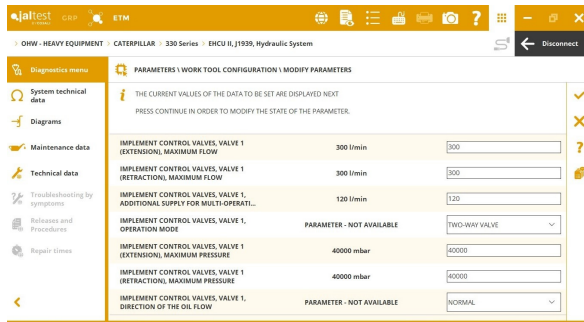 jaltest GRP ETM
OHW - HEAVY EQUIPMENT > CATERPILLAR > 330 Series > EHCU II, J1939, Hydraulic System
Disconnect
Diagnostics menu
System technical data
Diagrams
Maintenance data
Technical data
Troubleshooting by symptoms
Releases and Procedures
Repair times
PARAMETERS \ WORK TOOL CONFIGURATION \ MODIFY PARAMETERS
THE CURRENT VALUES OF THE DATA TO BE SET ARE DISPLAYED NEXT
PRESS CONTINUE IN ORDER TO MODIFY THE STATE OF THE PARAMETER.
IMPLEMENT CONTROL VALVES, VALVE 1
(EXTENSION), MAXIMUM FLOW
300 l/min
300
IMPLEMENT CONTROL VALVES, VALVE 1
(RETRACTION), MAXIMUM FLOW
300 l/min
300
IMPLEMENT CONTROL VALVES, VALVE 1,
ADDITIONAL SUPPLY FOR MULTI-OPERATI...
120 l/min
120
IMPLEMENT CONTROL VALVES, VALVE 1,
OPERATION MODE
PARAMETER - NOT AVAILABLE
TWO-WAY VALVE
IMPLEMENT CONTROL VALVES, VALVE 1
(EXTENSION), MAXIMUM PRESSURE
40000 mbar
40000
IMPLEMENT CONTROL VALVES, VALVE 1
(RETRACTION), MAXIMUM PRESSURE
40000 mbar
40000
IMPLEMENT CONTROL VALVES, VALVE 1,
DIRECTION OF THE OIL FLOW
PARAMETER - NOT AVAILABLE
NORMAL